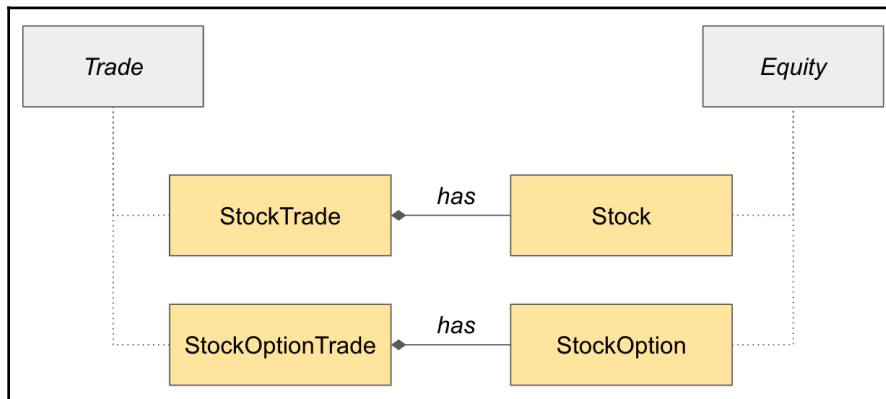 Trade
Equity
has
StockTrade
Stock
has
StockOptionTrade
StockOption